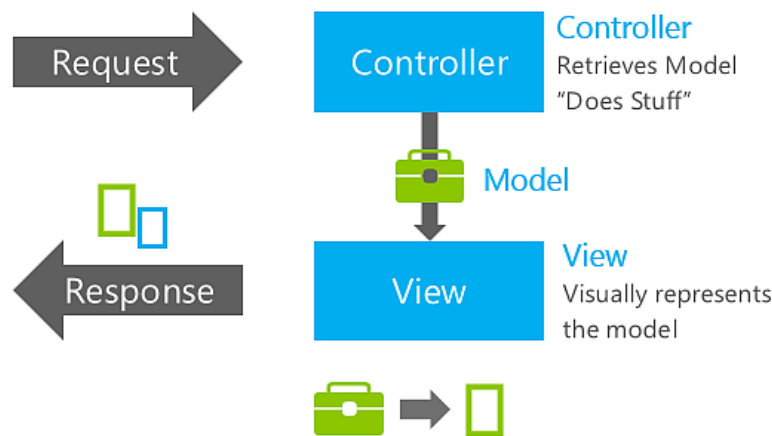 Request
Controller
Controller
Retrieves Model
“Does Stuff”
Model
Response
View
View
Visually represents
the model